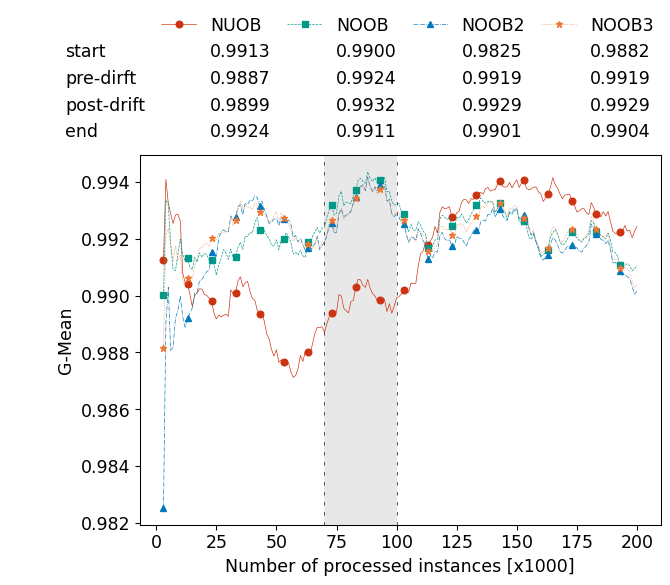 NUOB NOOB NOOB2 NOOB3
start 0.9913 0.9900 0.9825 0.9882
pre-dirft 0.9887 0.9924 0.9919 0.9919
post-drift 0.9899 0.9932 0.9929 0.9929
end 0.9924 0.9911 0.9901 0.9904
0.994
0.992
0.990
0.988
0.986
0.984
0.982
G-Mean
0 25 50 75 100 125 150 175 200
Number of processed instances [x1000]